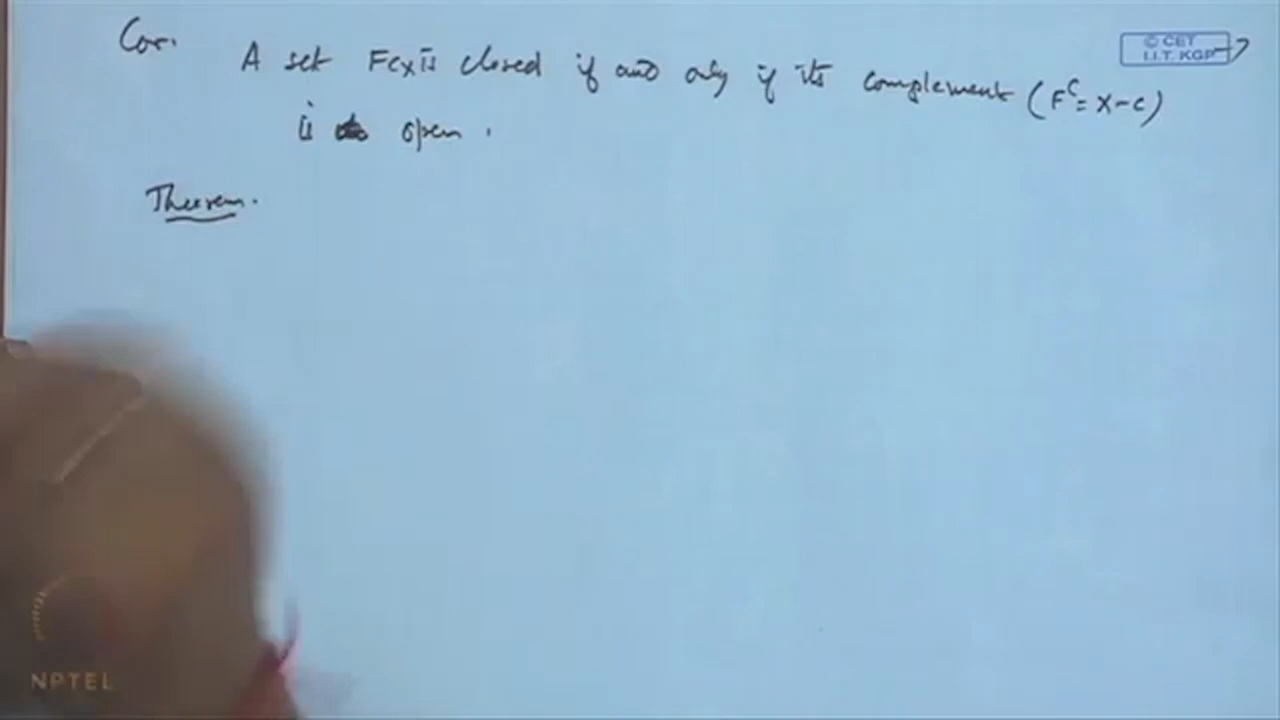 Cor.
A set F⊂X is closed if and only if its complement (F^C = X-C)
is open.
Theorem.
© CET
I.I.T. KGP
NPTEL